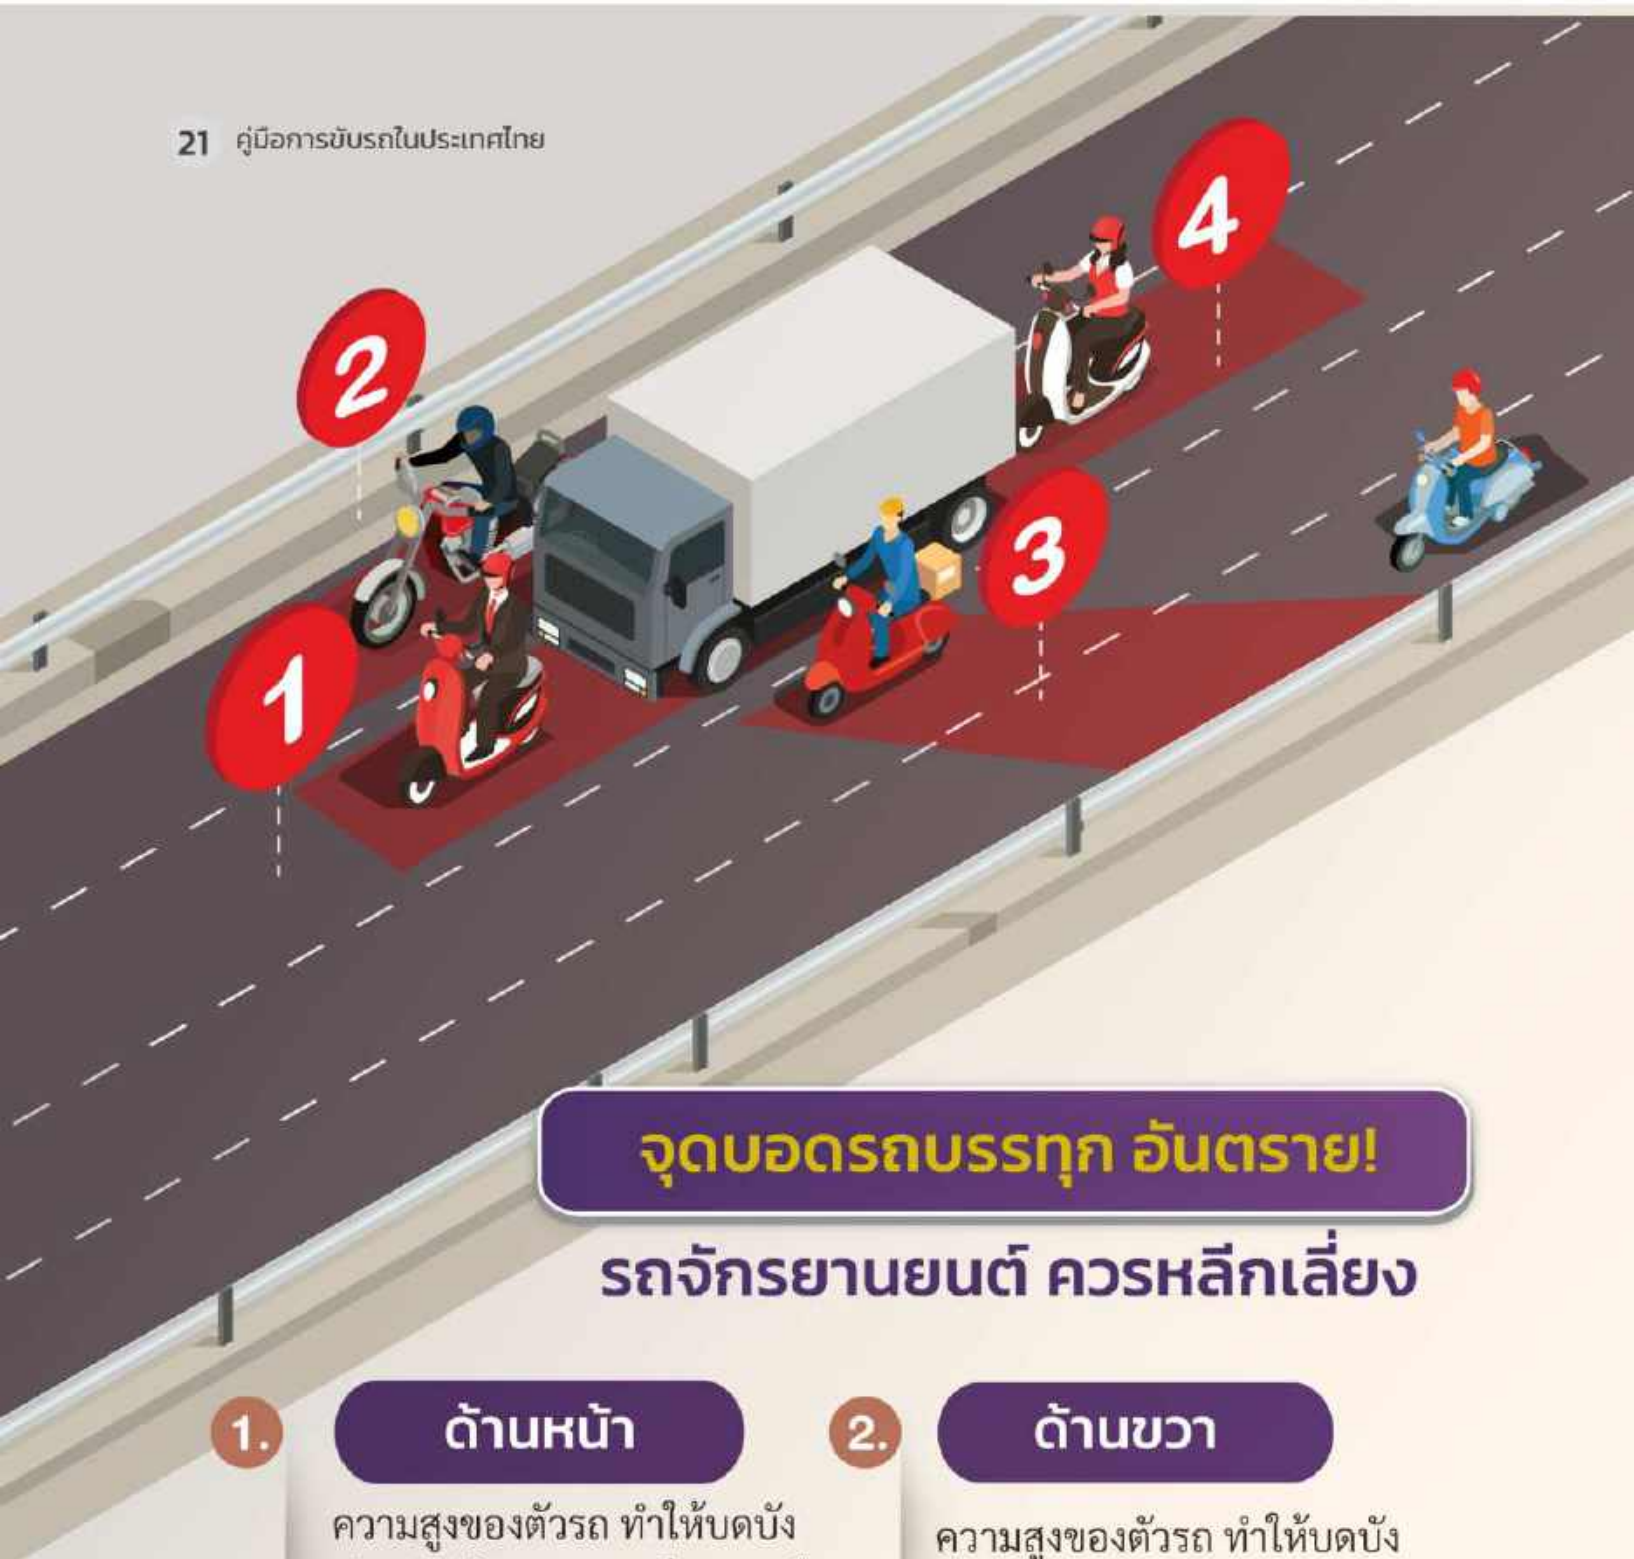 21 คู่มือการขับรถในประเทศไทย
4
2
3
1
จุดบอดรถบรรทุก อันตราย!
รถจักรยานยนต์ ควรหลีกเลี่ยง
1. ด้านหน้า
2. ด้านขวา
ความสูงของตัวรถ ทำให้บดบัง
ความสูงของตัวรถ ทำให้บดบัง